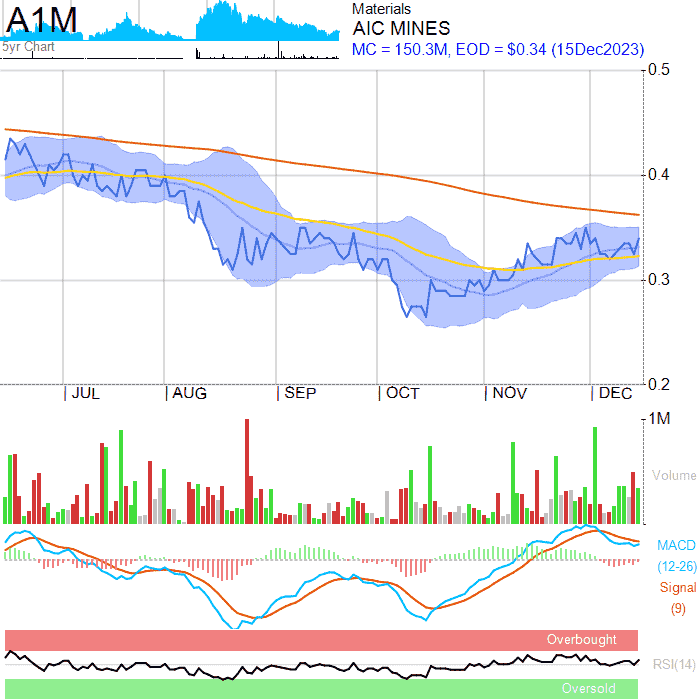 A1M
5yr Chart
Materials
AIC MINES
MC = 150.3M, EOD = $0.34 (15Dec2023)
0.5
0.4
0.3
0.2
JUL AUG SEP OCT NOV DEC
1M
Volume
MACD
(12-26)
Signal
(9)
Overbought
RSI(14)
Oversold